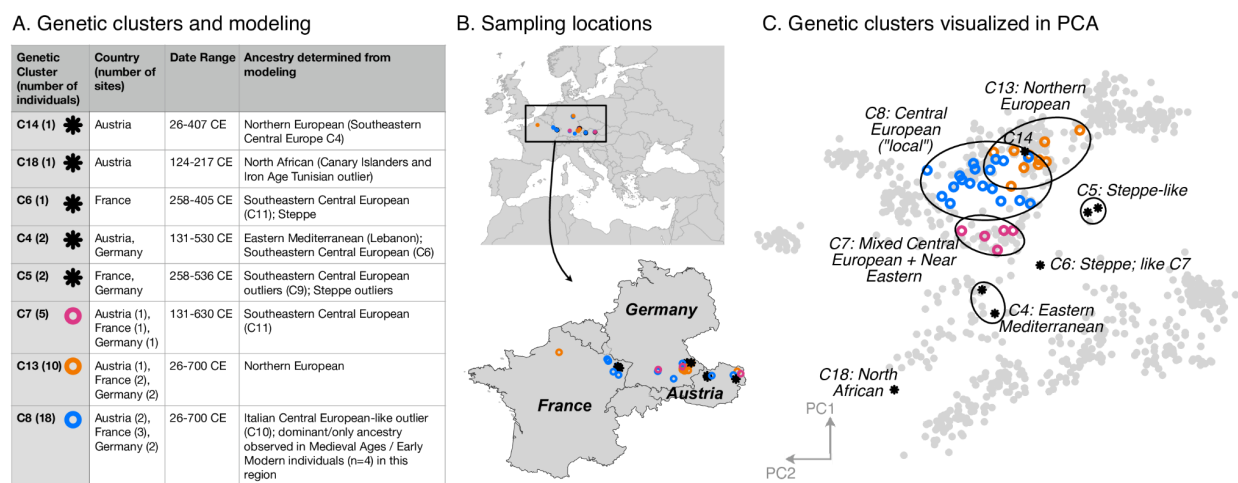 A. Genetic clusters and modeling
Genetic
Cluster
(number of
individuals)
Country
(number of
sites)
Date Range
Ancestry determined from
modeling
C14 (1)
Austria
26-407 CE
Northern European (Southeastern
Central Europe C4)
C18 (1)
Austria
124-217 CE
North African (Canary Islanders and
Iron Age Tunisian outlier)
C6 (1)
France
258-405 CE
Southeastern Central European
(C11); Steppe
C4 (2)
Austria,
Germany
131-530 CE
Eastern Mediterranean (Lebanon);
Southeastern Central European (C6)
C5 (2)
France,
Germany
258-536 CE
Southeastern Central European
outliers (C9); Steppe outliers
C7 (5)
Austria (1),
France (1),
Germany (1)
131-630 CE
Southeastern Central European
(C11)
C13 (10)
Austria (1),
France (2),
Germany (2)
26-700 CE
Northern European
C8 (18)
Austria (2),
France (3),
Germany (2)
26-700 CE
Italian Central European-like outlier
(C10); dominant/only ancestry
observed in Medieval Ages / Early
Modern individuals (n=4) in this
region
B. Sampling locations
Germany
France
Austria
C. Genetic clusters visualized in PCA
C13: Northern
European
C8: Central
European
("local")
C14
C5: Steppe-like
C7: Mixed Central
European + Near
Eastern
C6: Steppe; like C7
C4: Eastern
Mediterranean
C18: North
African
PC1
PC2